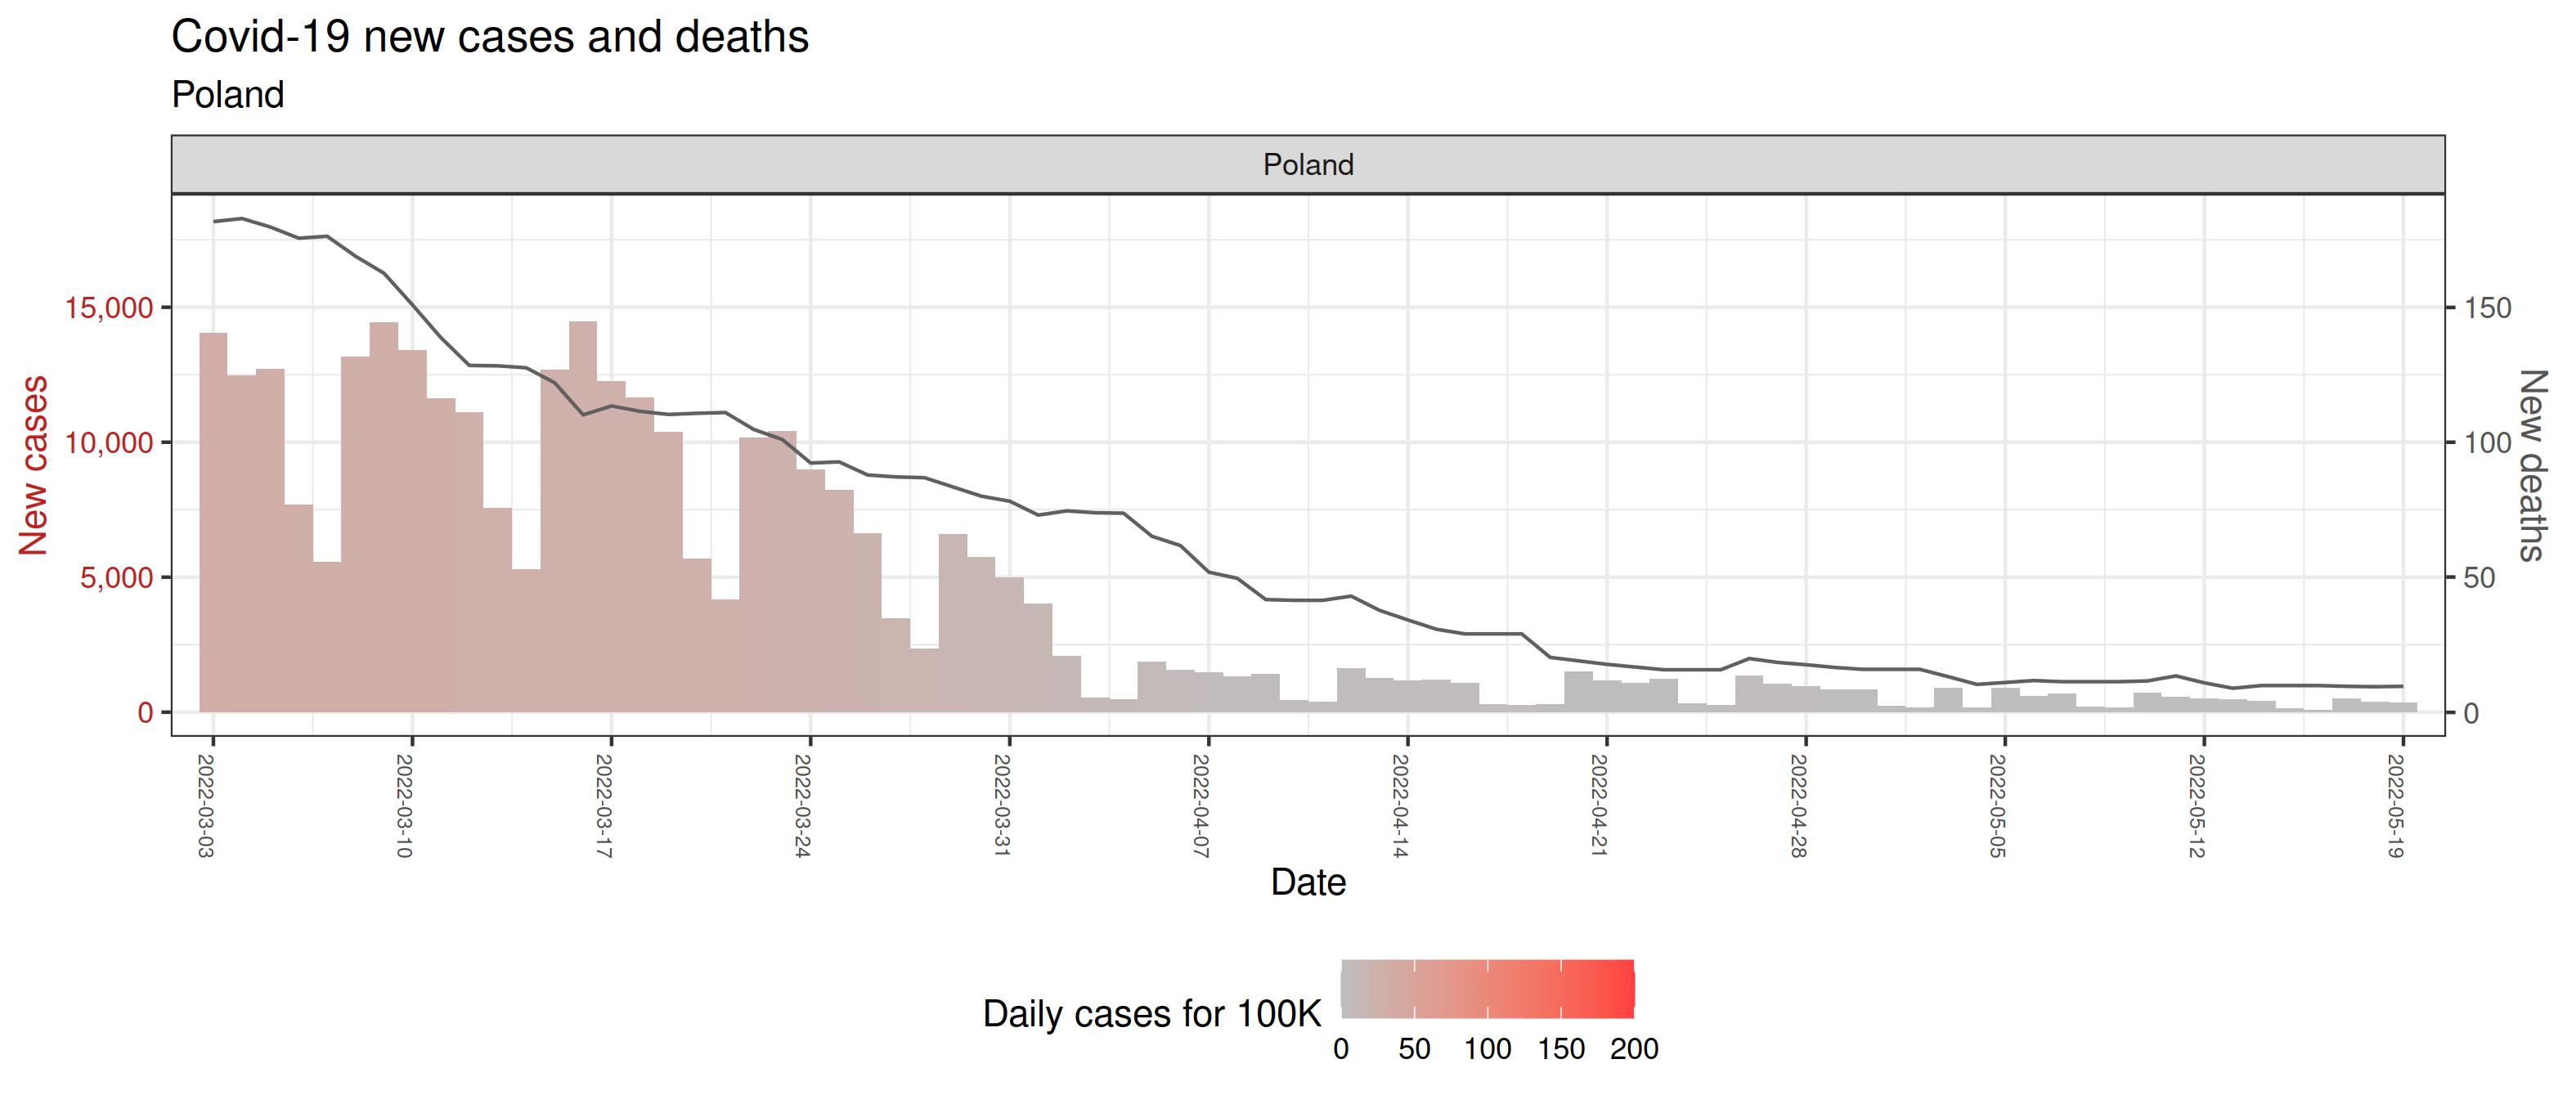 Covid-19 new cases and deaths
Poland
Poland
New cases
15,000
10,000
5,000
0
150
100
50
0
New deaths
2022-03-03
2022-03-10
2022-03-17
2022-03-24
2022-03-31
2022-04-07
2022-04-14
2022-04-21
2022-04-28
2022-05-05
2022-05-12
2022-05-19
Date
Daily cases for 100K
0 50 100 150 200